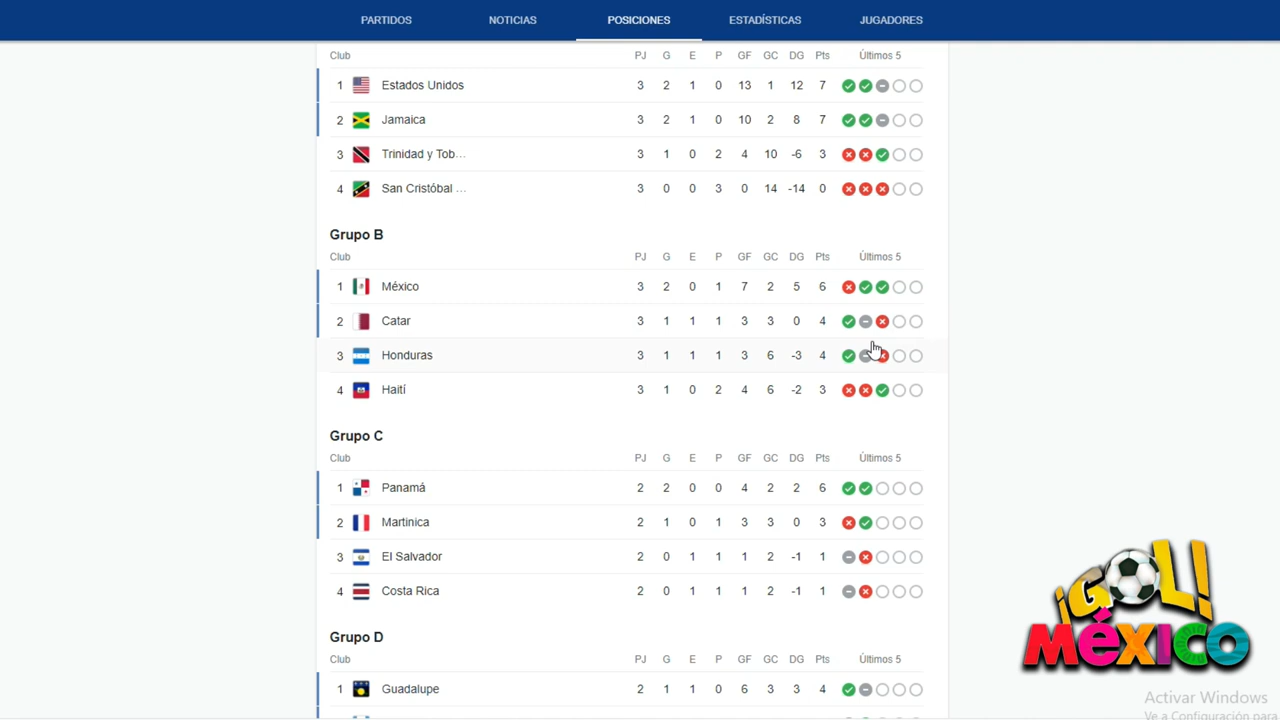 PARTIDOS NOTICIAS POSICIONES ESTADÍSTICAS JUGADORES
Club PJ G E P GF GC DG Pts Últimos 5
1 Estados Unidos 3 2 1 0 13 1 12 7
2 Jamaica 3 2 1 0 10 2 8 7
3 Trinidad y Tob... 3 1 0 2 4 10 -6 3
4 San Cristóbal ... 3 0 0 3 0 14 -14 0
Grupo B
Club PJ G E P GF GC DG Pts Últimos 5
1 México 3 2 0 1 7 2 5 6
2 Catar 3 1 1 1 3 3 0 4
3 Honduras 3 1 1 1 3 6 -3 4
4 Haití 3 1 0 2 4 6 -2 3
Grupo C
Club PJ G E P GF GC DG Pts Últimos 5
1 Panamá 2 2 0 0 4 2 2 6
2 Martinica 2 1 0 1 3 3 0 3
3 El Salvador 2 0 1 1 1 2 -1 1
4 Costa Rica 2 0 1 1 1 2 -1 1
Grupo D
Club PJ G E P GF GC DG Pts Últimos 5
1 Guadalupe 2 1 1 0 6 3 3 4
¡GOL!
MÉXICO
Activar Windows
Ve a Configuración para